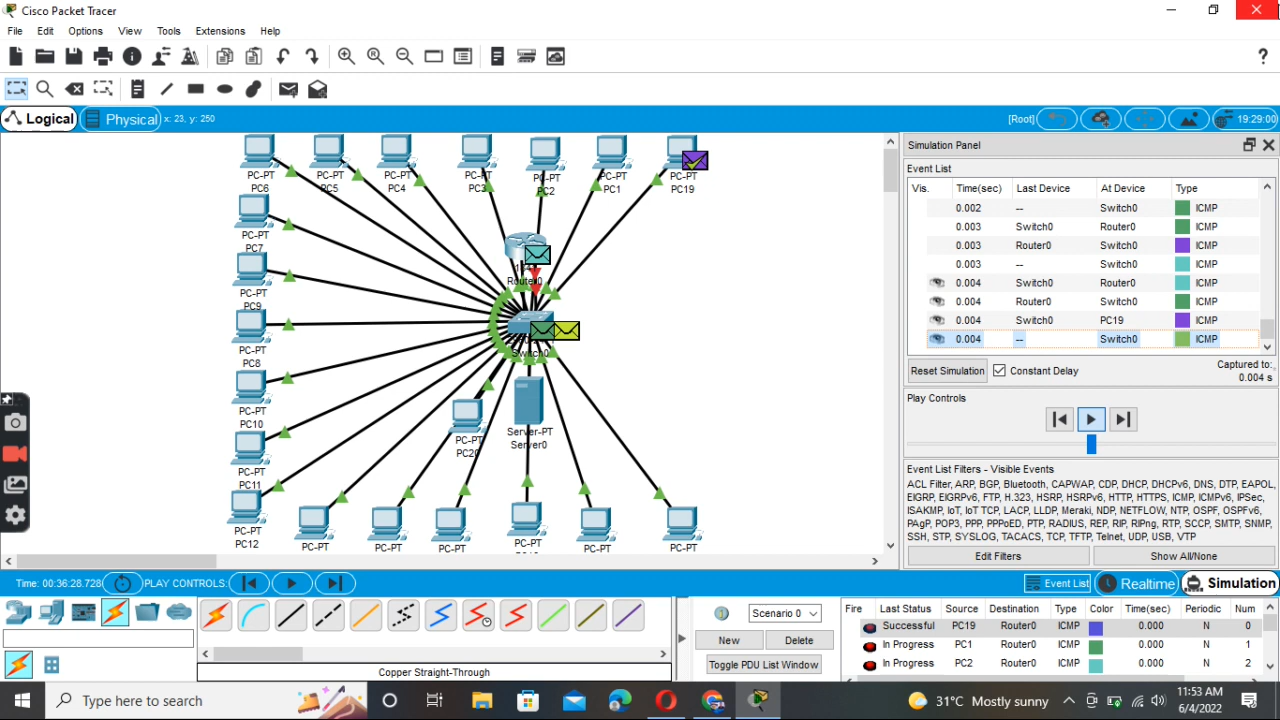 Cisco Packet Tracer
File Edit Options View Tools Extensions Help
?
Logical Physical x: 23, y: 250 [Root] 19:29:00
PC-PT PC-PT PC-PT PC-PT PC-PT PC-PT PC-PT
PC6 PC5 PC4 PC3 PC2 PC1 PC19
PC-PT
PC7
Router0
PC-PT
PC9
PC-PT
PC8
Switch0
PC-PT
PC10
PC-PT
PC20
Server-PT
Server0
PC-PT
PC11
PC-PT
PC12
PC-PT PC-PT PC-PT PC-PT PC-PT PC-PT
Simulation Panel
Event List
Vis. Time(sec) Last Device At Device Type
0.002 -- Switch0 ICMP
0.003 Switch0 Router0 ICMP
0.003 Router0 Switch0 ICMP
0.003 -- Switch0 ICMP
0.004 Switch0 Router0 ICMP
0.004 Router0 Switch0 ICMP
0.004 Switch0 PC19 ICMP
0.004 -- Switch0 ICMP
Reset Simulation Constant Delay Captured to:
0.004 s
Play Controls
Event List Filters - Visible Events
ACL Filter, ARP, BGP, Bluetooth, CAPWAP, CDP, DHCP, DHCPv6, DNS, DTP, EAPOL,
EIGRP, EIGRPv6, FTP, H.323, HSRP, HSRPv6, HTTP, HTTPS, ICMP, ICMPv6, IPSec,
ISAKMP, IoT, IoT TCP, LACP, LLDP, Meraki, NDP, NETFLOW, NTP, OSPF, OSPFv6,
PAgP, POP3, PPP, PPPoED, PTP, RADIUS, REP, RIP, RIPng, RTP, SCCP, SMTP, SNMP,
SSH, STP, SYSLOG, TACACS, TCP, TFTP, Telnet, UDP, USB, VTP
Edit Filters Show All/None
Time: 00:36:28.728 PLAY CONTROLS: Event List Realtime Simulation
Scenario 0
New Delete
Toggle PDU List Window
Copper Straight-Through
Fire Last Status Source Destination Type Color Time(sec) Periodic Num
Successful PC19 Router0 ICMP 0.000 N 0
In Progress PC1 Router0 ICMP 0.000 N 1
In Progress PC2 Router0 ICMP 0.000 N 2
Type here to search 31°C Mostly sunny 11:53 AM
6/4/2022